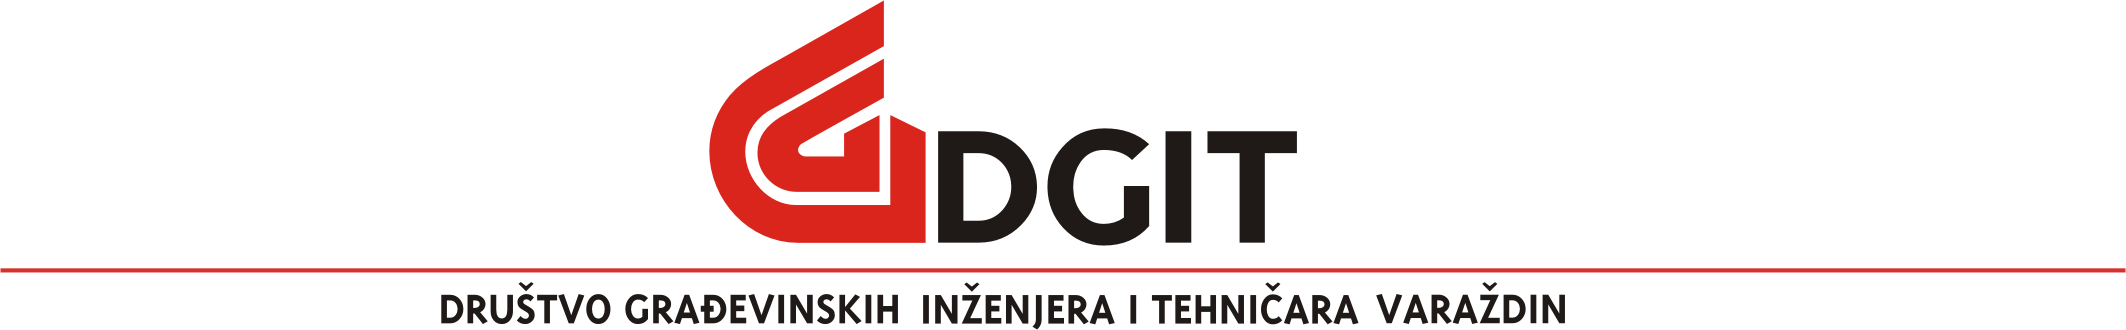 DGIT
DRUŠTVO GRAĐEVINSKIH INŽENJERA I TEHNIČARA VARAŽDIN